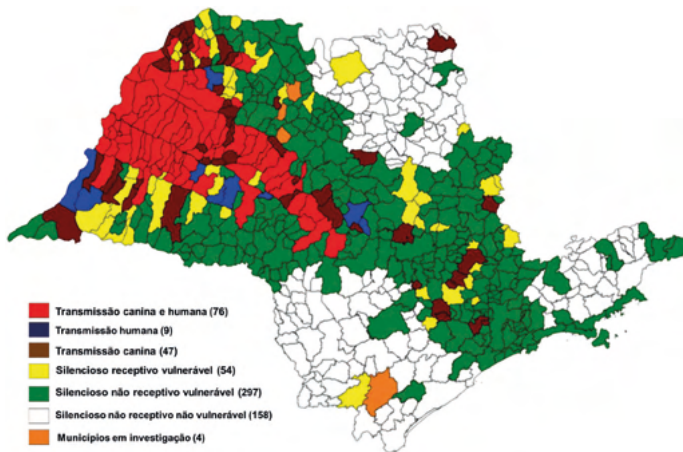 Transmissão canina e humana (76)
Transmissão humana (9)
Transmissão canina (47)
Silencioso receptivo vulnerável (54)
Silencioso não receptivo vulnerável (297)
Silencioso não receptivo não vulnerável (158)
Municípios em investigação (4)